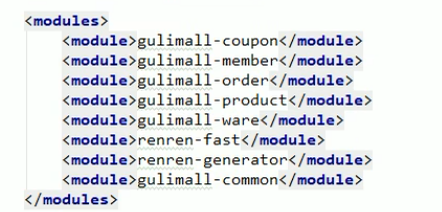 <modules>
<module>gulimall-coupon</module>
<module>gulimall-member</module>
<module>gulimall-order</module>
<module>gulimall-product</module>
<module>gulimall-ware</module>
<module>renren-fast</module>
<module>renren-generator</module>
<module>gulimall-common</module>
</modules>